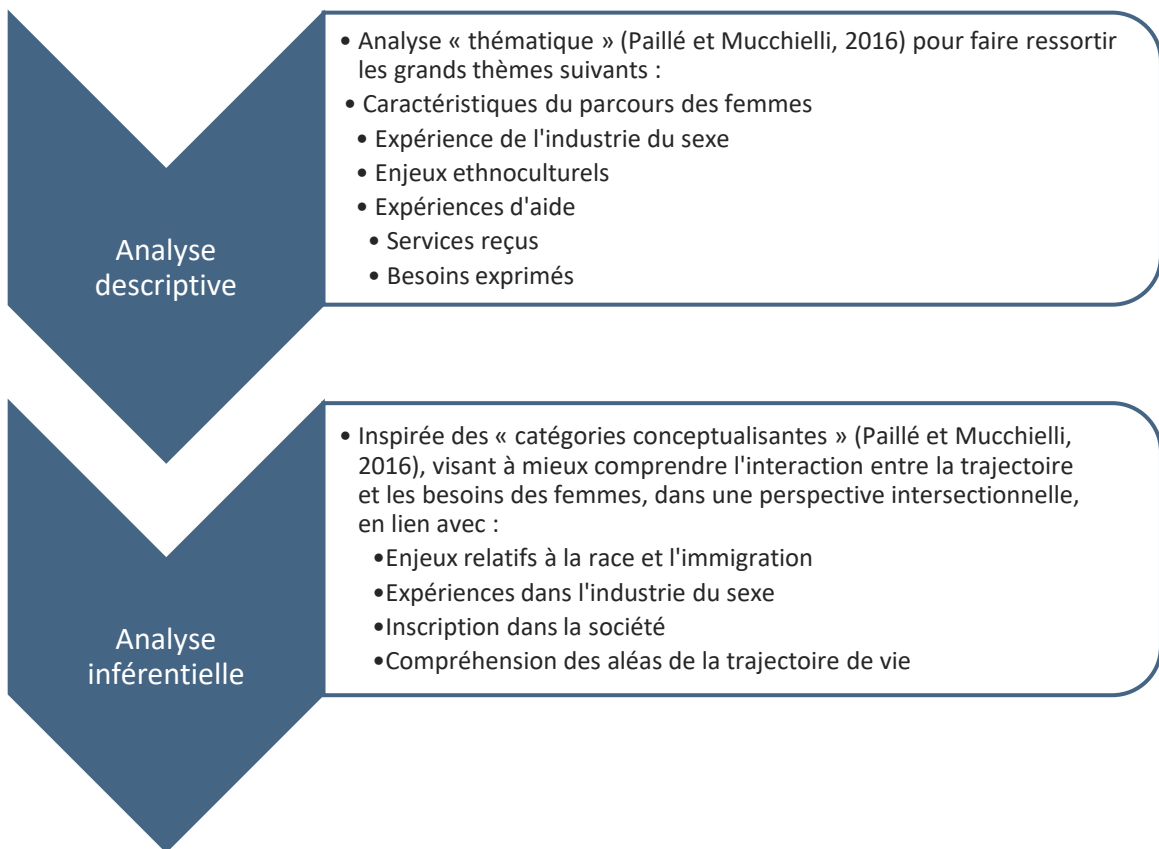 Analyse
descriptive
• Analyse « thématique » (Paillé et Mucchielli, 2016) pour faire ressortir
les grands thèmes suivants :
• Caractéristiques du parcours des femmes
• Expérience de l'industrie du sexe
• Enjeux ethnoculturels
• Expériences d'aide
• Services reçus
• Besoins exprimés
Analyse
inférentielle
• Inspirée des « catégories conceptualisantes » (Paillé et Mucchielli,
2016), visant à mieux comprendre l'interaction entre la trajectoire
et les besoins des femmes, dans une perspective intersectionnelle,
en lien avec :
•Enjeux relatifs à la race et l'immigration
•Expériences dans l'industrie du sexe
•Inscription dans la société
•Compréhension des aléas de la trajectoire de vie